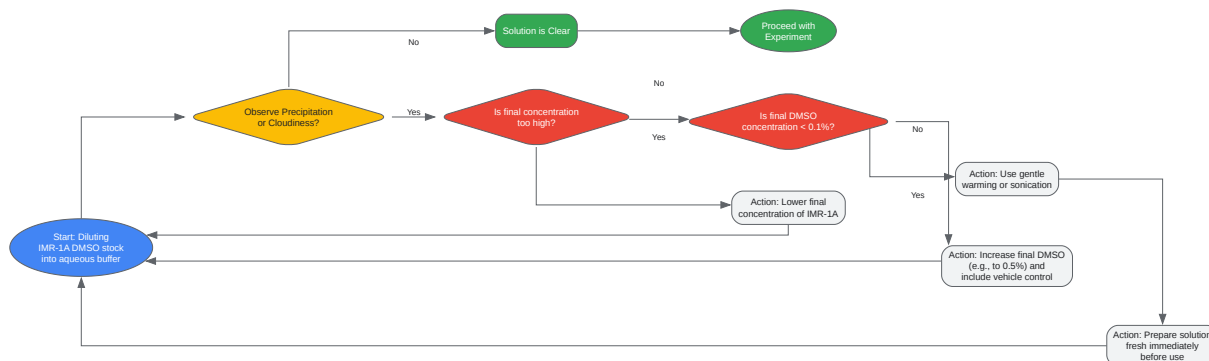 Solution is Clear
Proceed with
Experiment
No
No
Observe Precipitation
or Cloudiness?
Yes
Is final concentration
too high?
Yes
Is final DMSO
concentration < 0.1%?
No
Action: Use gentle
warming or sonication
Yes
Action: Lower final
concentration of IMR-1A
Start: Diluting
IMR-1A DMSO stock
into aqueous buffer
Action: Increase final DMSO
(e.g., to 0.5%) and
include vehicle control
Action: Prepare solution
fresh immediately
before use